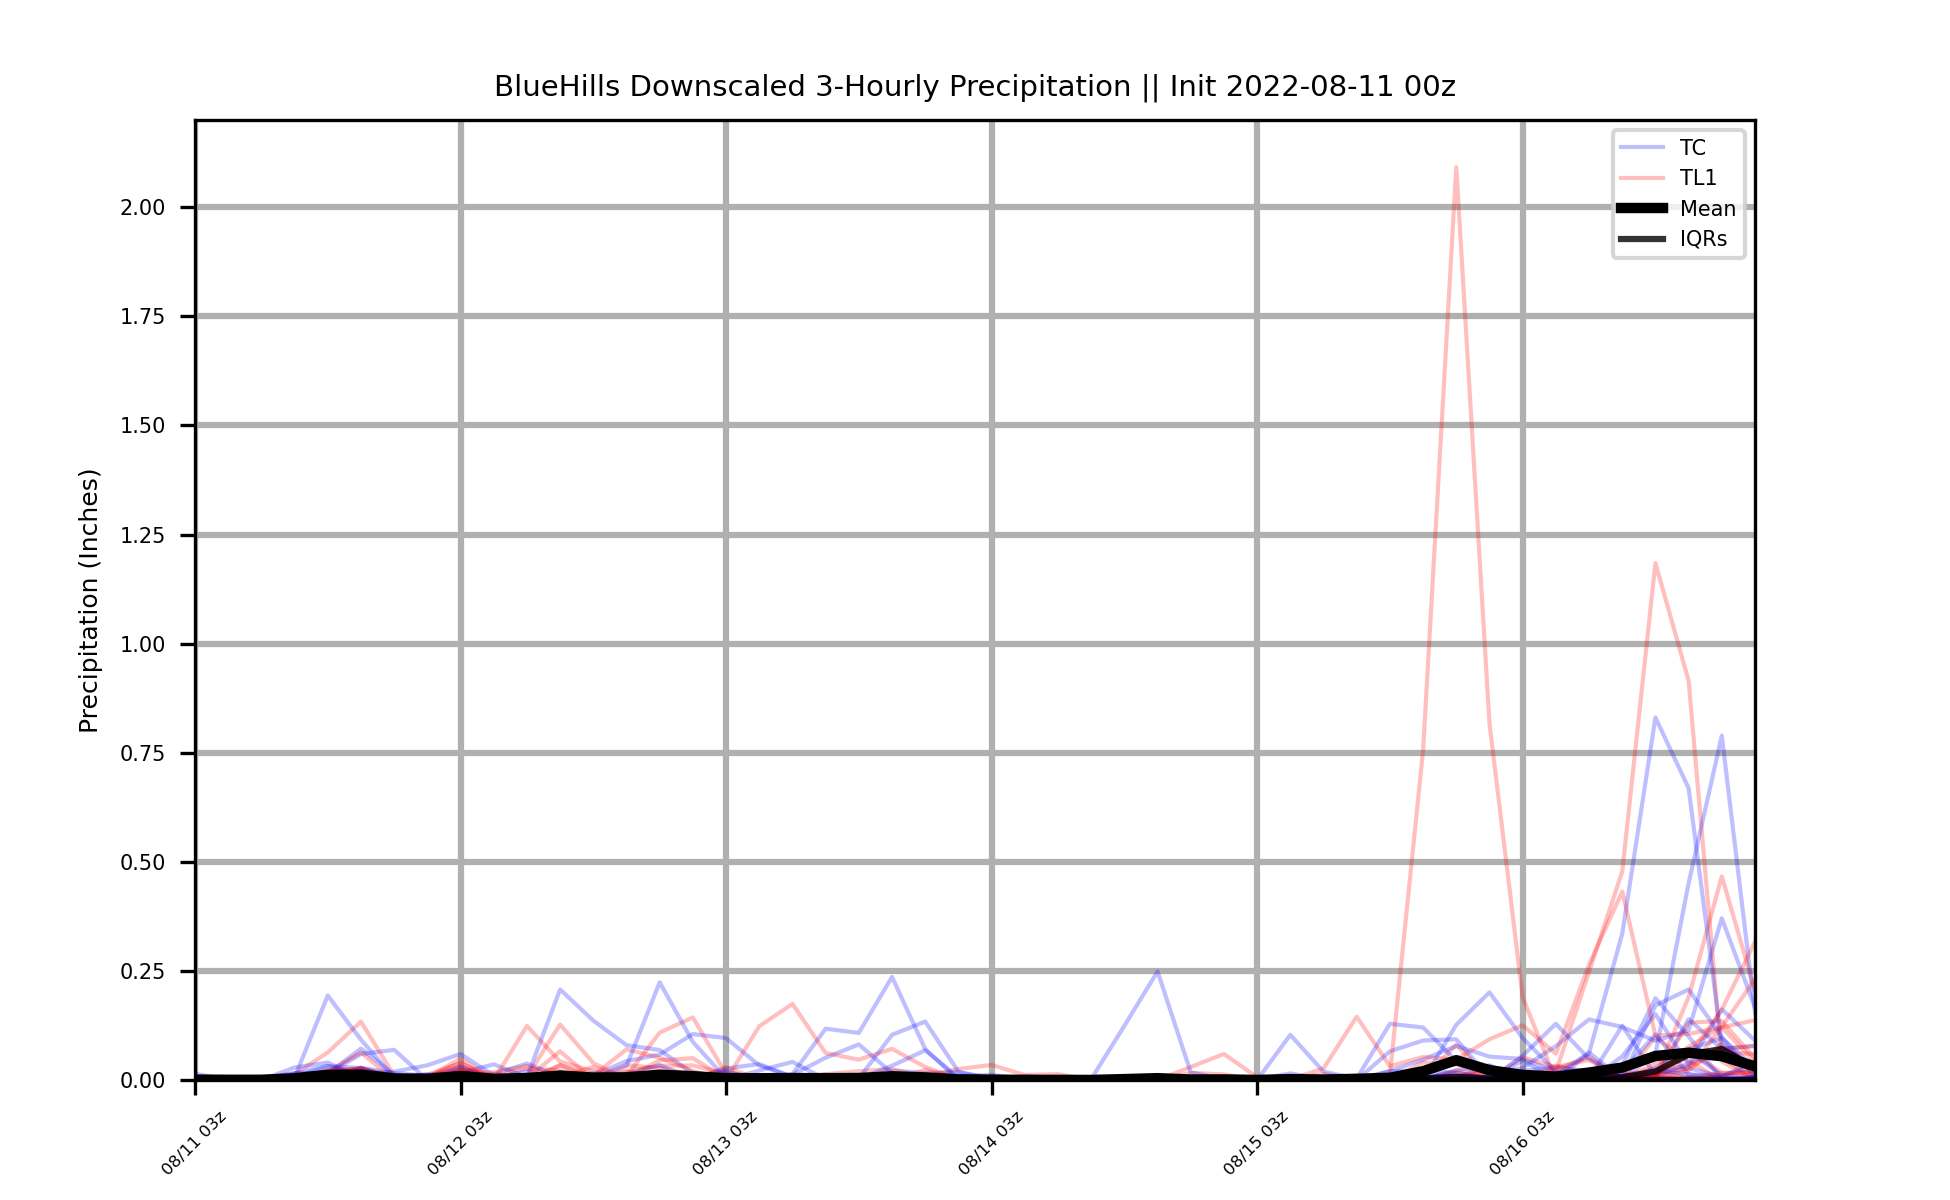 BlueHills Downscaled 3-Hourly Precipitation || Init 2022-08-11 00z
TC
TL1
Mean
IQRs
Precipitation (Inches)
2.00
1.75
1.50
1.25
1.00
0.75
0.50
0.25
0.00
08/11 03z
08/12 03z
08/13 03z
08/14 03z
08/15 03z
08/16 03z